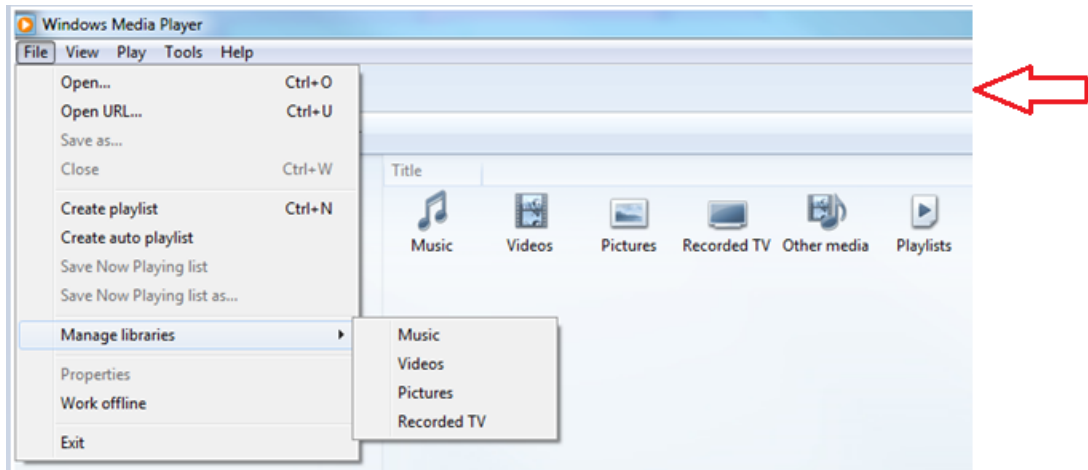 Windows Media Player
File View Play Tools Help
Open... Ctrl+O
Open URL... Ctrl+U
Save as...
Close Ctrl+W
Create playlist Ctrl+N
Create auto playlist
Save Now Playing list
Save Now Playing list as...
Manage libraries
Properties
Work offline
Exit
Music
Videos
Pictures
Recorded TV
Title
Music Videos Pictures Recorded TV Other media Playlists